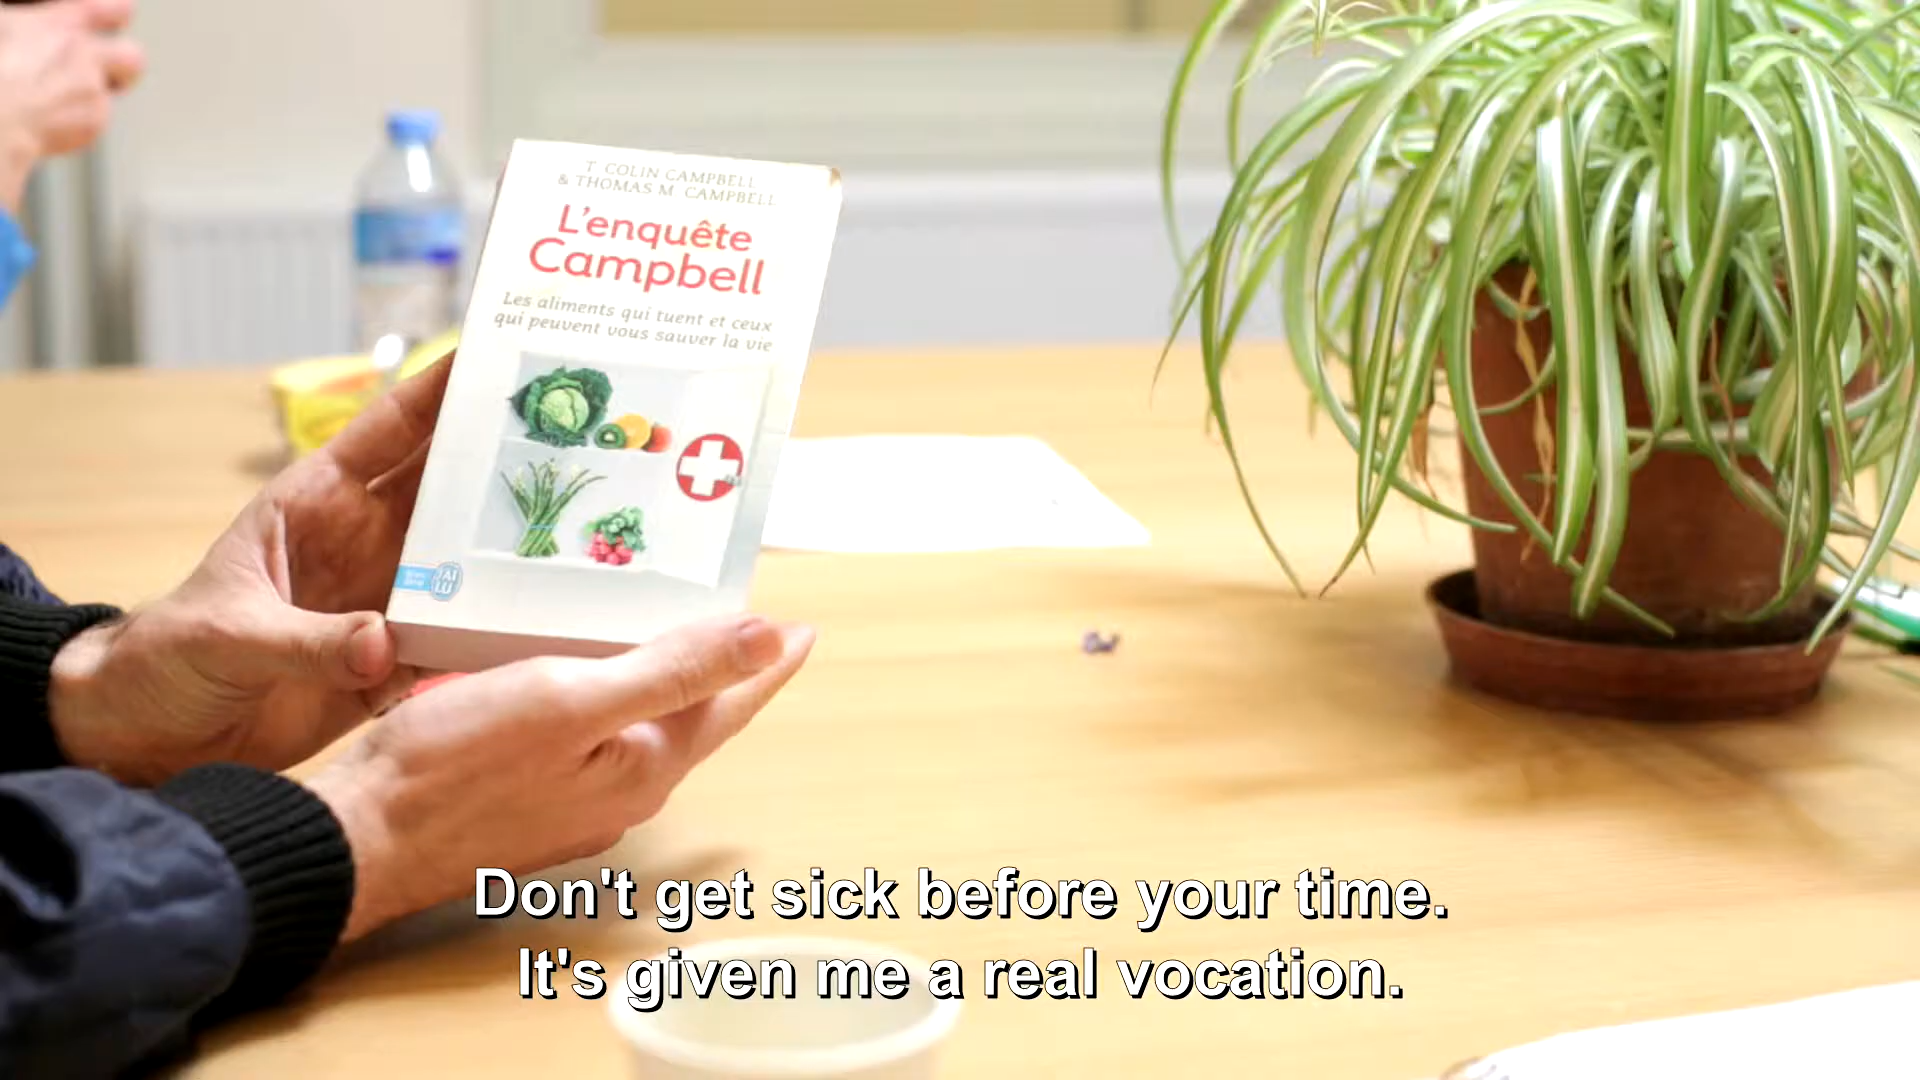 T. COLIN CAMPBELL
& THOMAS M. CAMPBELL
L'enquête
Campbell
Les aliments qui tuent et ceux
qui peuvent vous sauver la vie
J'AI
LU
Don't get sick before your time.
It's given me a real vocation.